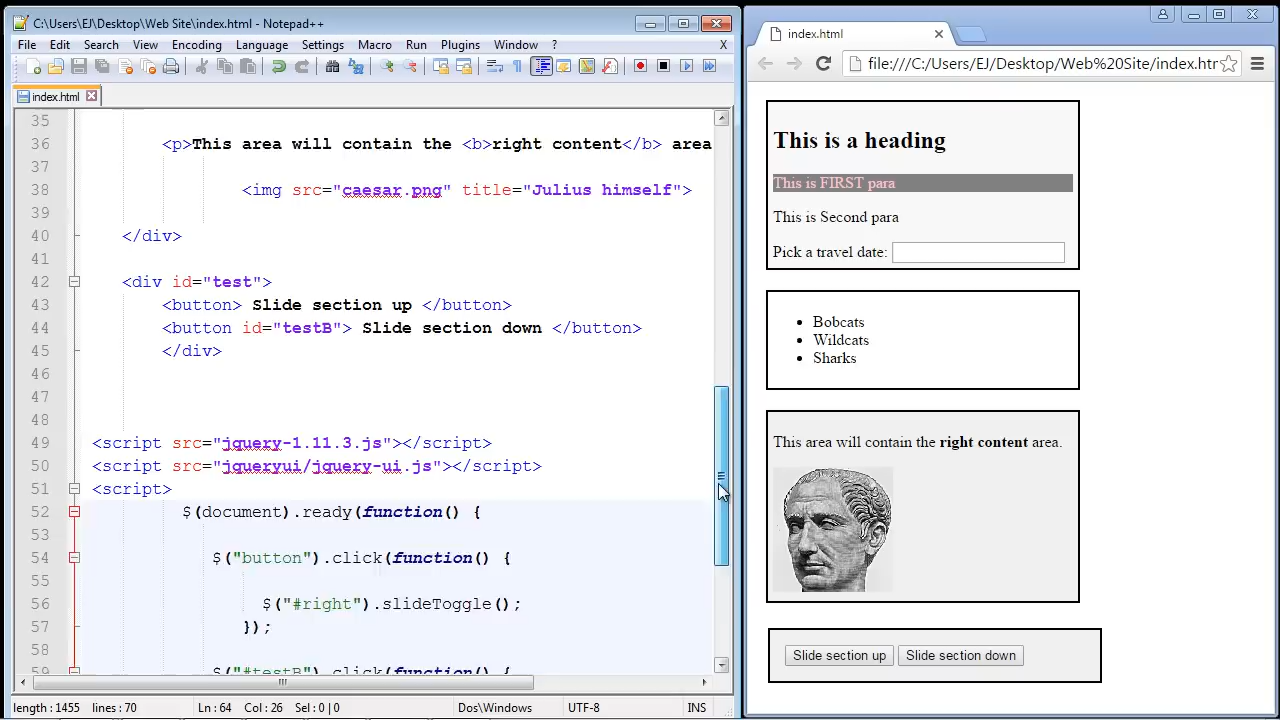 C:\Users\EJ\Desktop\Web Site\index.html - Notepad++
File Edit Search View Encoding Language Settings Macro Run Plugins Window ? X
index.html
35
36 <p>This area will contain the <b>right content</b> area
37
38 <img src="caesar.png" title="Julius himself">
39
40 </div>
41
42 <div id="test">
43 <button> Slide section up </button>
44 <button id="testB"> Slide section down </button>
45 </div>
46
47
48
49 <script src="jquery-1.11.3.js"></script>
50 <script src="jqueryui/jquery-ui.js"></script>
51 <script>
52 $(document).ready(function() {
53
54 $("button").click(function() {
55
56 $("#right").slideToggle();
57 });
58
59 $("#testB").click(function() {
length : 1455 lines : 70 Ln : 64 Col : 26 Sel : 0 | 0 Dos\Windows UTF-8 INS
index.html
file:///C:/Users/EJ/Desktop/Web%20Site/index.htm
This is a heading
This is FIRST para
This is Second para
Pick a travel date:
Bobcats
Wildcats
Sharks
This area will contain the right content area.
Slide section up Slide section down